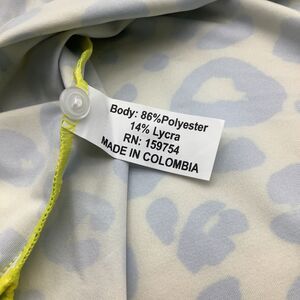 Body: 86%Polyester
14% Lycra
RN: 159754
MADE IN COLOMBIA